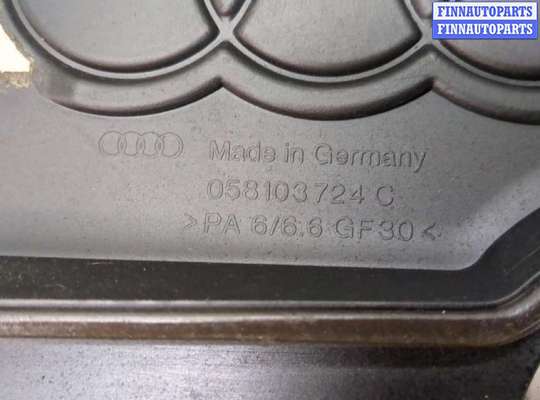 FINNAUTOPARTS
FINNAUTOPARTS
Made in Germany
058103724 C
>PA 6/6.6 GF30<